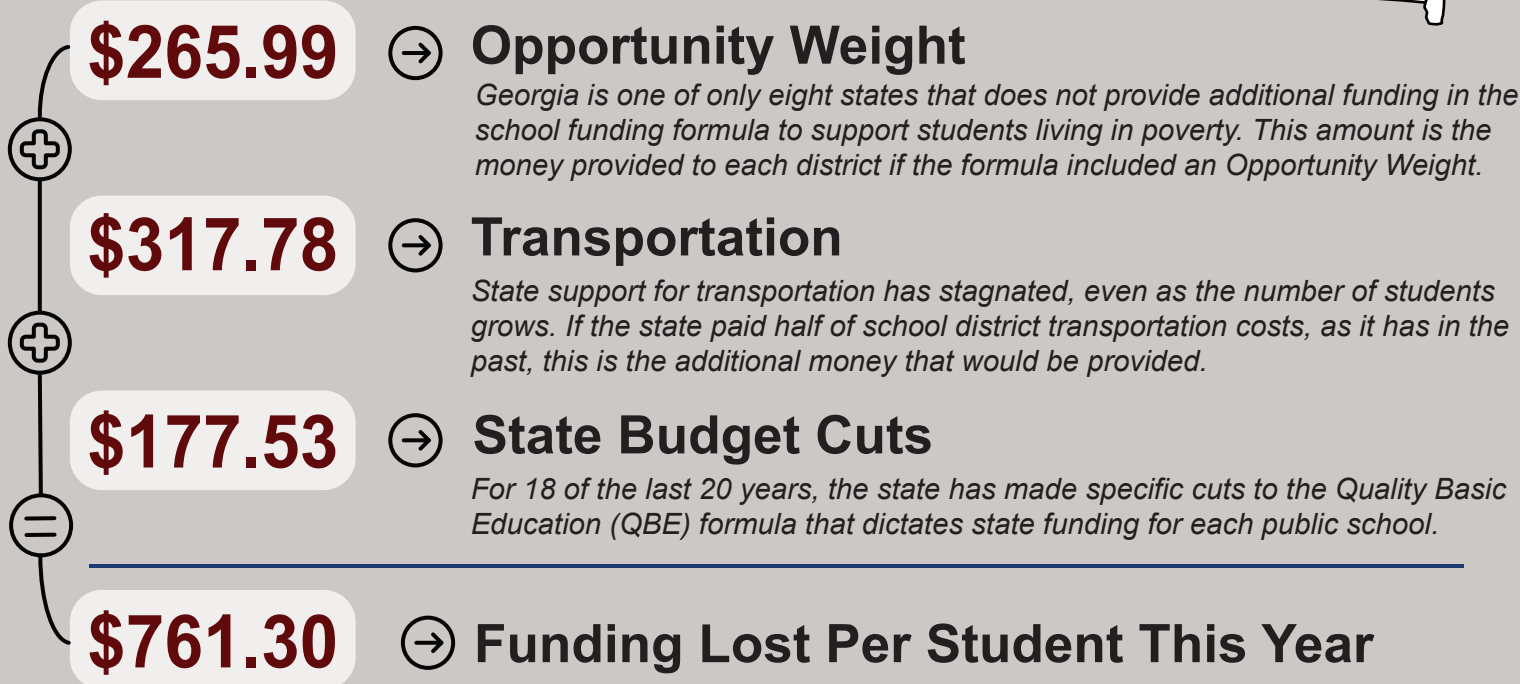 $265.99
Opportunity Weight
Georgia is one of only eight states that does not provide additional funding in the
school funding formula to support students living in poverty. This amount is the
money provided to each district if the formula included an Opportunity Weight.
$317.78
Transportation
State support for transportation has stagnated, even as the number of students
grows. If the state paid half of school district transportation costs, as it has in the
past, this is the additional money that would be provided.
$177.53
State Budget Cuts
For 18 of the last 20 years, the state has made specific cuts to the Quality Basic
Education (QBE) formula that dictates state funding for each public school.
$761.30
Funding Lost Per Student This Year